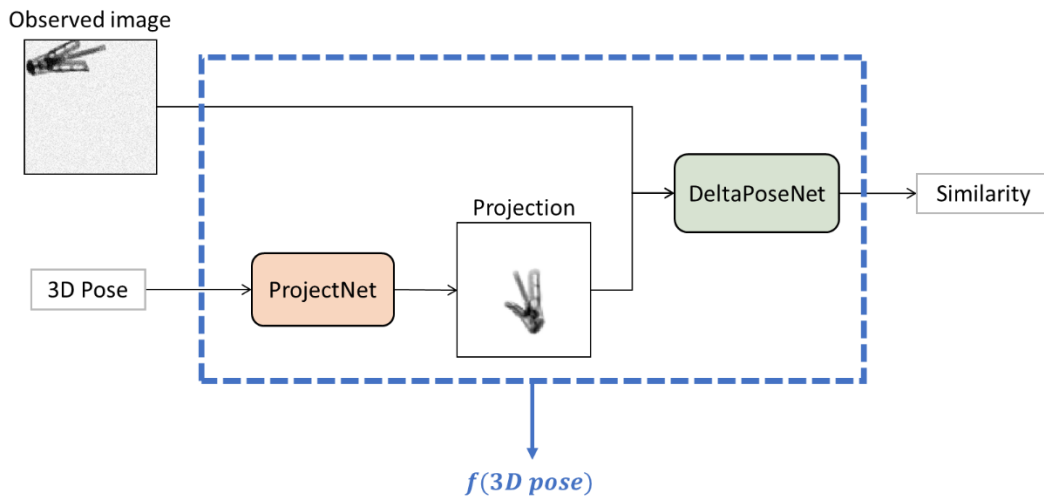 Observed image
Projection
DeltaPoseNet
Similarity
3D Pose
ProjectNet
f(3D pose)